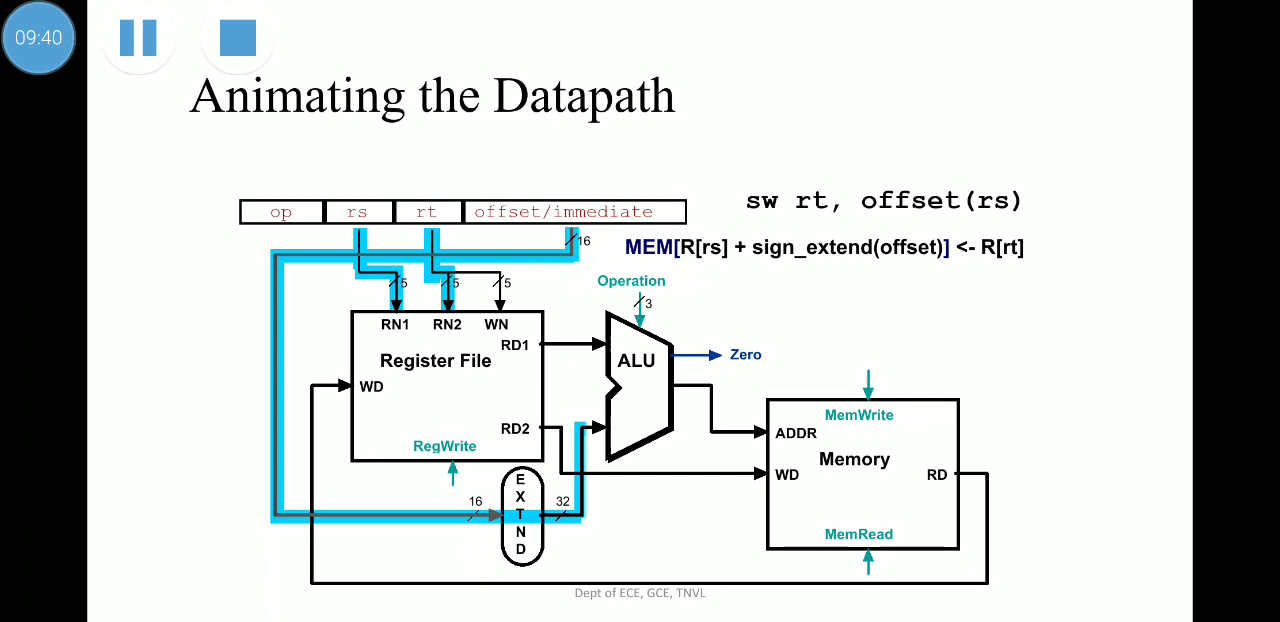 09:40
Animating the Datapath
sw rt, offset(rs)
op rs rt offset/immediate
16
MEM[R[rs] + sign_extend(offset)] <- R[rt]
5 5 5
Operation
3
RN1 RN2 WN
RD1
Register File
ALU
Zero
WD
MemWrite
RD2
ADDR
RegWrite
Memory
WD
RD
16
EXTND
32
MemRead
Dept of ECE, GCE, TNVL